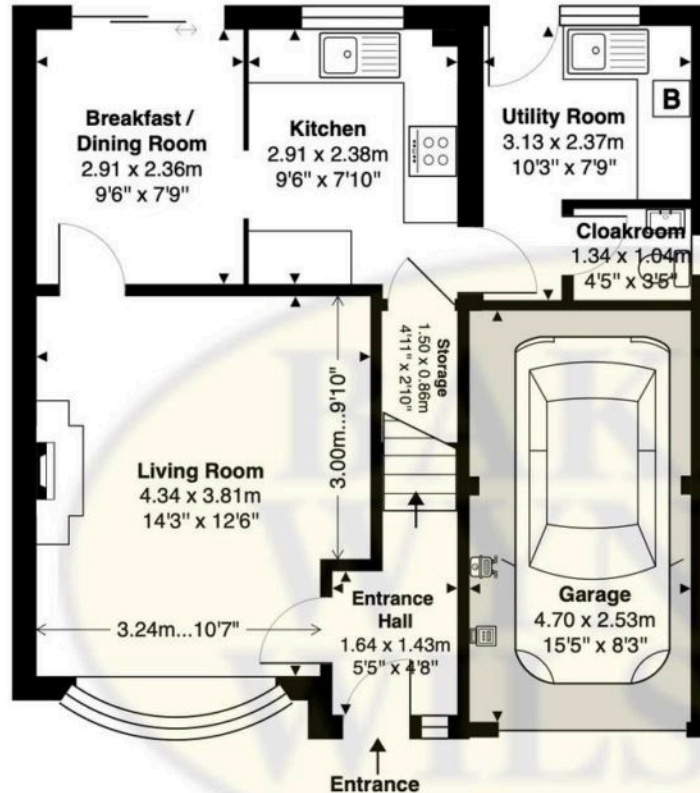 Breakfast /
Dining Room
2.91 x 2.36m
9'6" x 7'9"
Kitchen
2.91 x 2.38m
9'6" x 7'10"
Utility Room
3.13 x 2.37m
10'3" x 7'9"
B
Cloakroom
1.34 x 1.04m
4'5" x 3'5"
Storage
1.50 x 0.86m
4'11" x 2'10"
3.00m...9'10"
Living Room
4.34 x 3.81m
14'3" x 12'6"
3.24m...10'7"
Entrance
Hall
1.64 x 1.43m
5'5" x 4'8"
Garage
4.70 x 2.53m
15'5" x 8'3"
Entrance
BAK
WYN
WILS